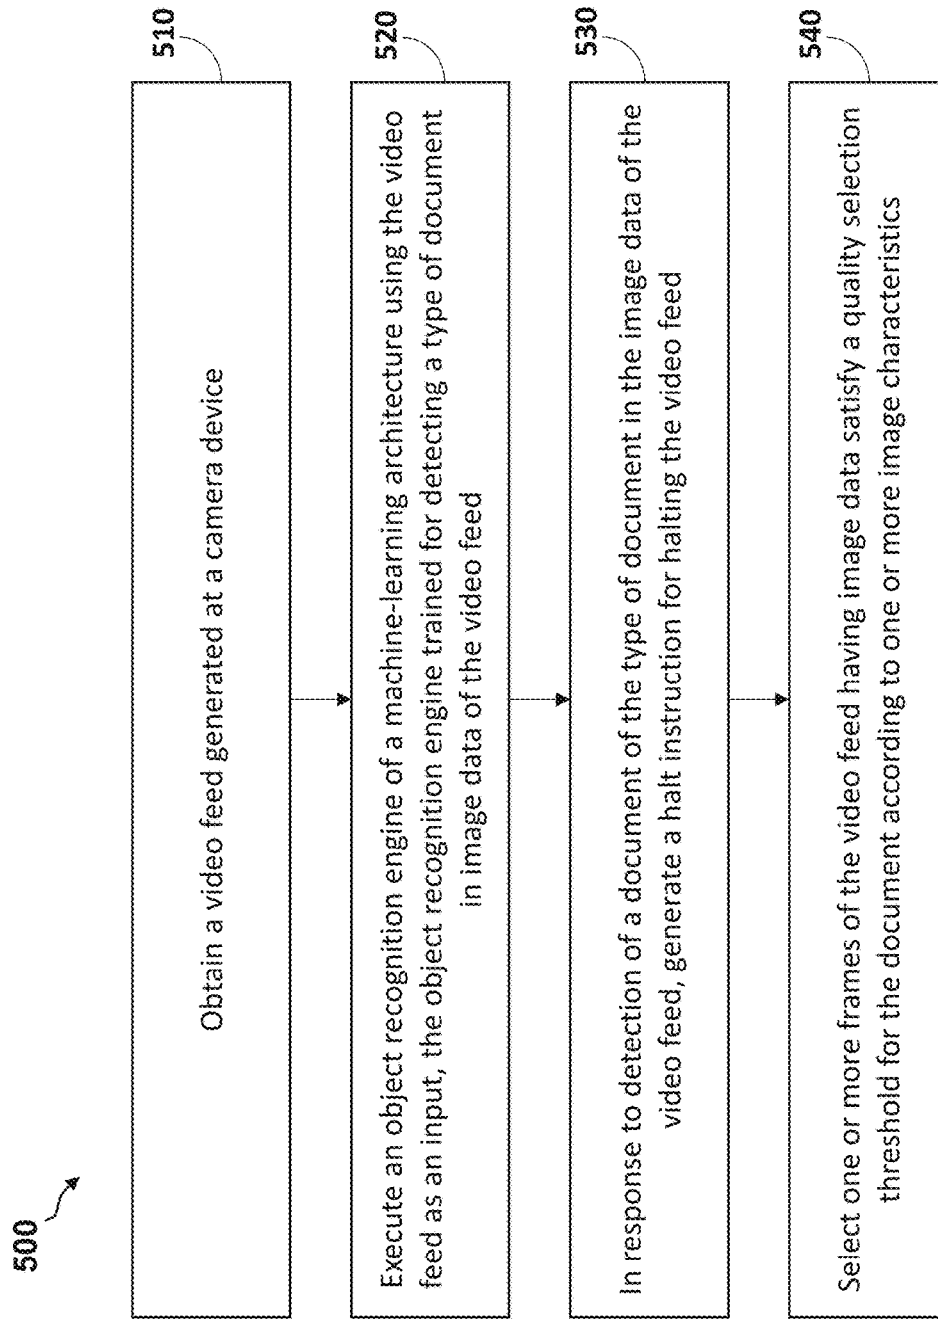 500
510
Obtain a video feed generated at a camera device
520
Execute an object recognition engine of a machine-learning architecture using the video
feed as an input, the object recognition engine trained for detecting a type of document
in image data of the video feed
530
In response to detection of a document of the type of document in the image data of the
video feed, generate a halt instruction for halting the video feed
540
Select one or more frames of the video feed having image data satisfy a quality selection
threshold for the document according to one or more image characteristics